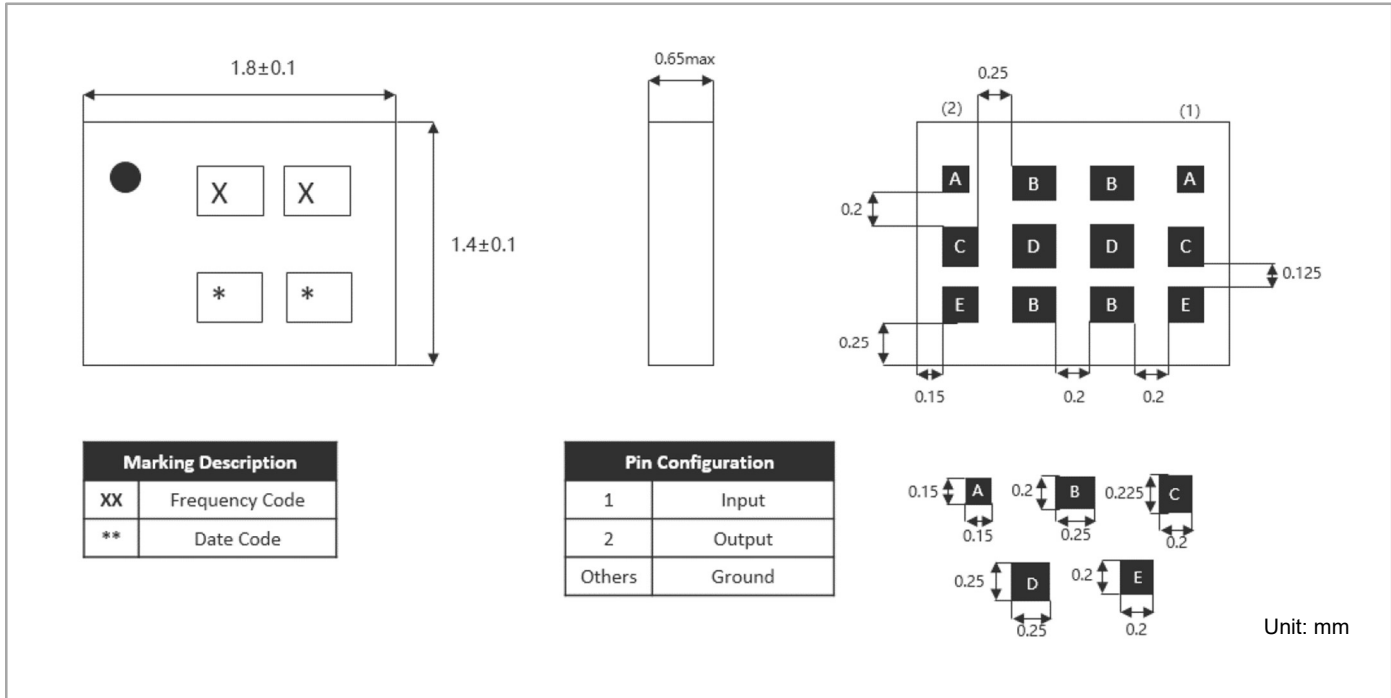 1.8±0.1
0.65max
0.25
(2)
(1)
X X
A B B A
0.2
1.4±0.1
C D D C
0.125
* *
E B B E
0.25
0.15
0.2
0.2
Marking Description
XX Frequency Code
** Date Code
Pin Configuration
1 Input
2 Output
Others Ground
0.15 A
0.15
0.2 B
0.25
0.225 C
0.2
0.25 D
0.25
0.2 E
0.2
Unit: mm